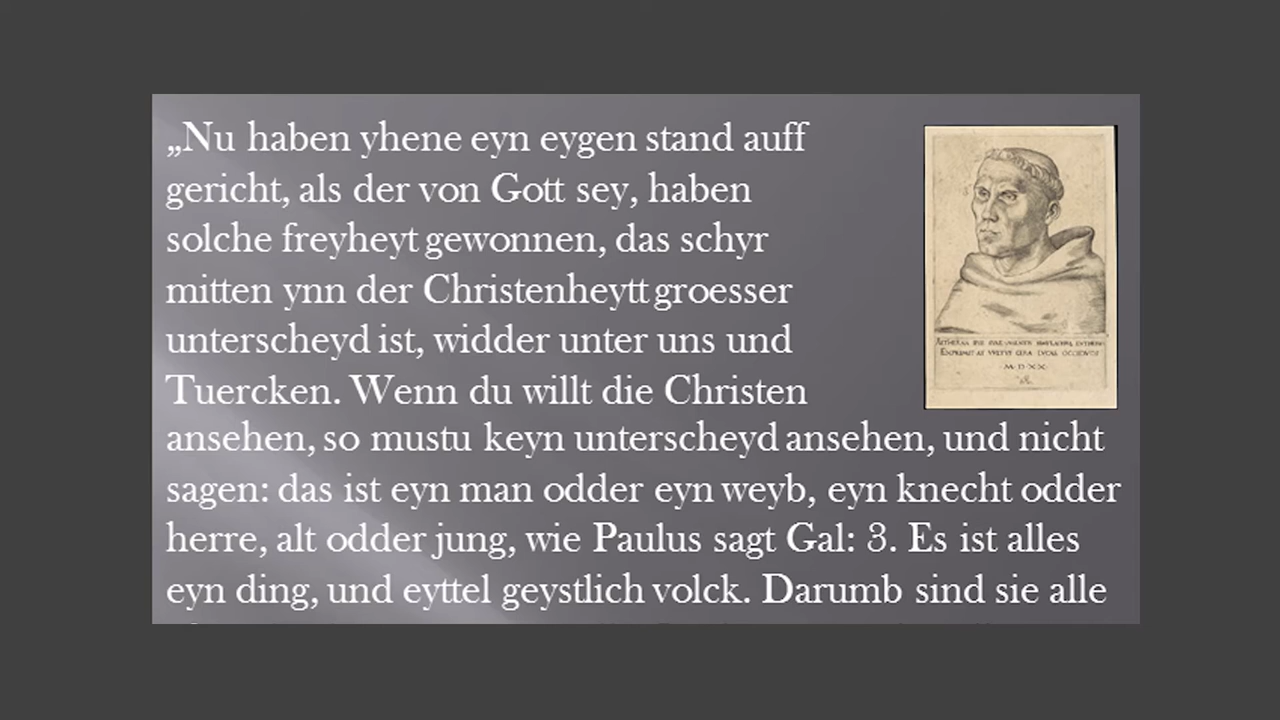 „Nu haben yhene eyn eygen stand auff
gericht, als der von Gott sey, haben
solche freyheyt gewonnen, das schyr
mitten ynn der Christenheytt groesser
unterscheyd ist, widder unter uns und
Tuercken. Wenn du willt die Christen
ansehen, so mustu keyn unterscheyd ansehen, und nicht
sagen: das ist eyn man odder eyn weyb, eyn knecht odder
herre, alt odder jung, wie Paulus sagt Gal: 3. Es ist alles
eyn ding, und eyttel geystlich volck. Darumb sind sie alle
M·D·XX